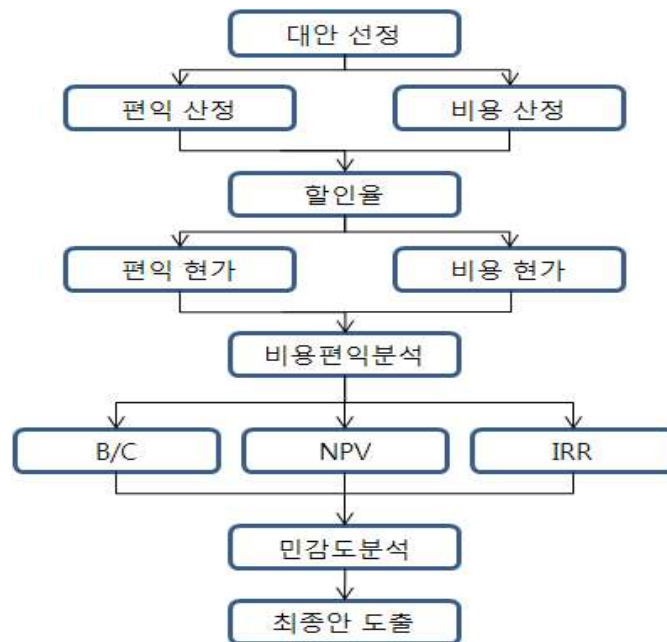 대안 선정
편익 산정
비용 산정
할인율
편익 현가
비용 현가
비용편익분석
B/C
NPV
IRR
민감도분석
최종안 도출